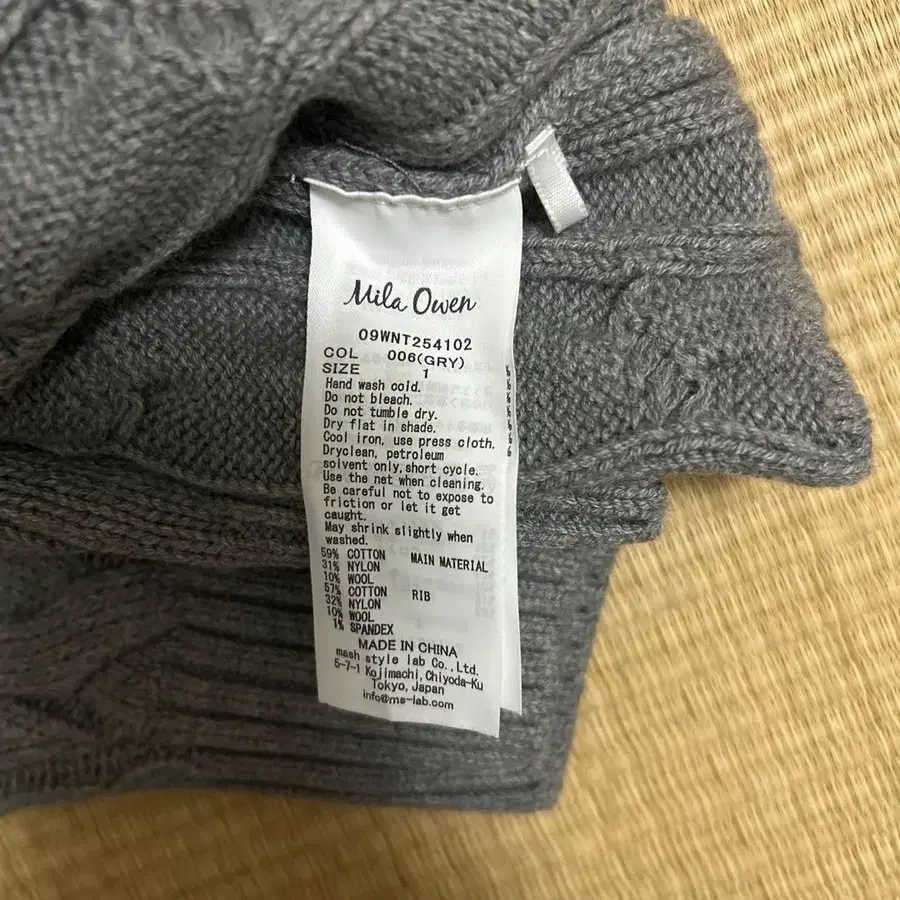 Mila Owen
09WNT254102
COL 006(GRY)
SIZE 1
Hand wash cold.
Do not bleach.
Do not tumble dry.
Dry flat in shade.
Cool iron, use press cloth.
Dryclean, petroleum
solvent only, short cycle.
Use the net when cleaning.
Be careful not to expose to
friction or let it get
caught.
May shrink slightly when
washed.
59% COTTON MAIN MATERIAL
31% NYLON
10% WOOL
57% COTTON RIB
32% NYLON
10% WOOL
1% SPANDEX
MADE IN CHINA
mash style lab Co.,Ltd.
5-7-1 Kojimachi, Chiyoda-Ku
Tokyo, Japan
info@ms-lab.com